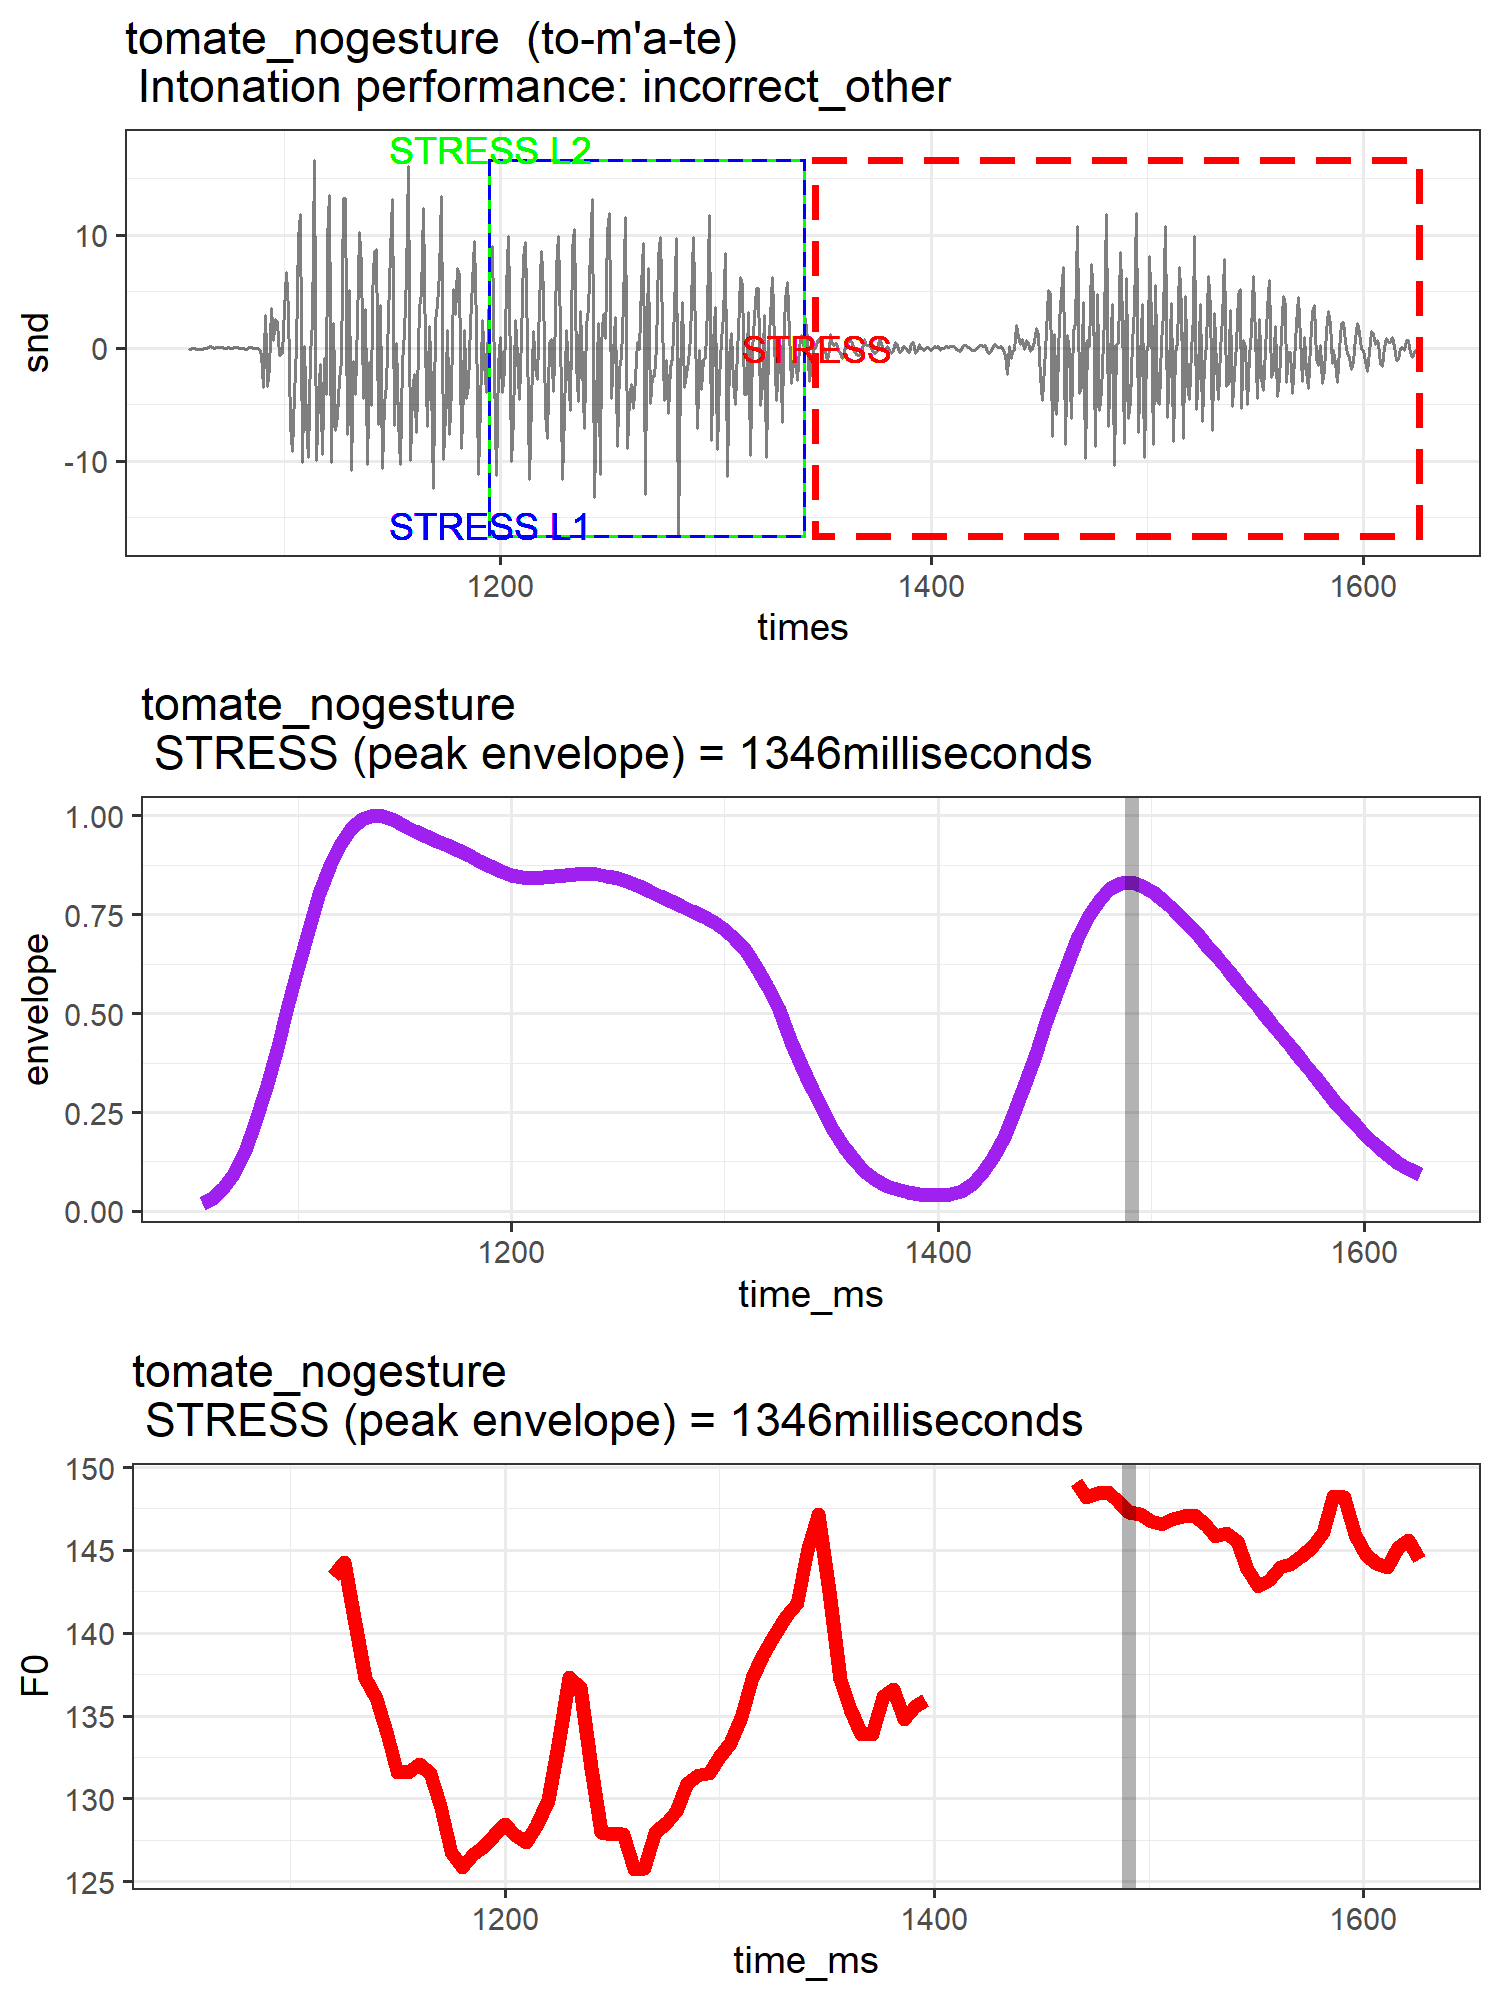 tomate_nogesture  (to-m'a-te)
Intonation performance: incorrect_other
STRESS L2
10
0
-10
snd
STRESS
STRESS L1
1200
1400
1600
times
tomate_nogesture
STRESS (peak envelope) = 1346milliseconds
1.00
0.75
0.50
0.25
0.00
envelope
1200
1400
1600
time_ms
tomate_nogesture
STRESS (peak envelope) = 1346milliseconds
150
145
140
135
130
125
F0
1200
1400
1600
time_ms